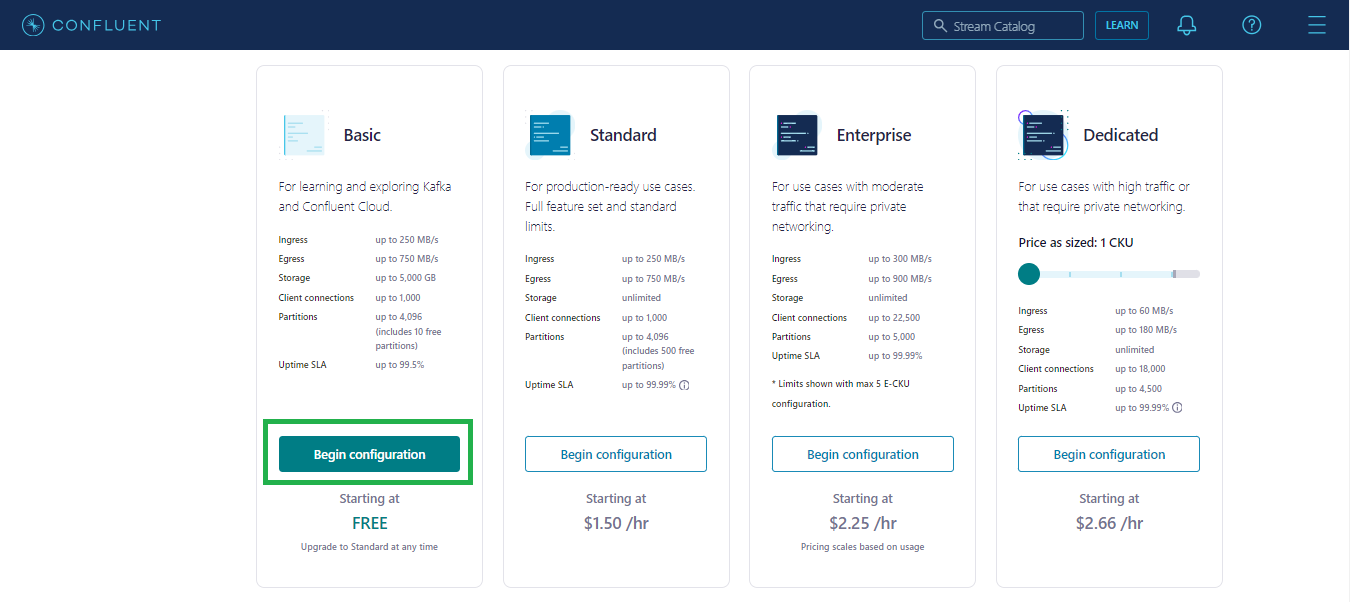 CONFLUENT
Stream Catalog
LEARN
Basic
For learning and exploring Kafka
and Confluent Cloud.
Ingress up to 250 MB/s
Egress up to 750 MB/s
Storage up to 5,000 GB
Client connections up to 1,000
Partitions up to 4,096
(includes 10 free
partitions)
Uptime SLA up to 99.5%
Begin configuration
Starting at
FREE
Upgrade to Standard at any time
Standard
For production-ready use cases.
Full feature set and standard
limits.
Ingress up to 250 MB/s
Egress up to 750 MB/s
Storage unlimited
Client connections up to 1,000
Partitions up to 4,096
(includes 500 free
partitions)
Uptime SLA up to 99.99%
Begin configuration
Starting at
$1.50 /hr
Enterprise
For use cases with moderate
traffic that require private
networking.
Ingress up to 300 MB/s
Egress up to 900 MB/s
Storage unlimited
Client connections up to 22,500
Partitions up to 5,000
Uptime SLA up to 99.99%
* Limits shown with max 5 E-CKU
configuration.
Begin configuration
Starting at
$2.25 /hr
Pricing scales based on usage
Dedicated
For use cases with high traffic or
that require private networking.
Price as sized: 1 CKU
Ingress up to 60 MB/s
Egress up to 180 MB/s
Storage unlimited
Client connections up to 18,000
Partitions up to 4,500
Uptime SLA up to 99.99%
Begin configuration
Starting at
$2.66 /hr